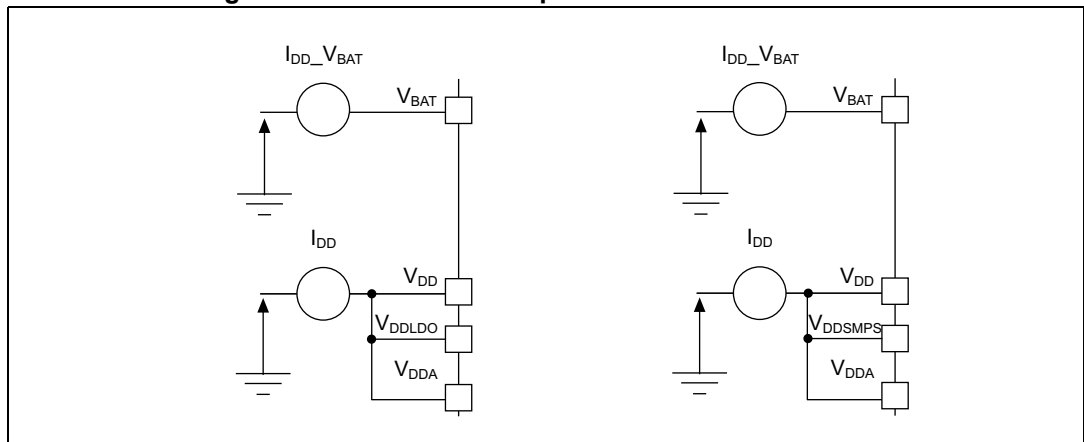 I_DD_V_BAT
V_BAT
I_DD
V_DD
V_DDLDO
V_DDA
I_DD_V_BAT
V_BAT
I_DD
V_DD
V_DDSMPS
V_DDA